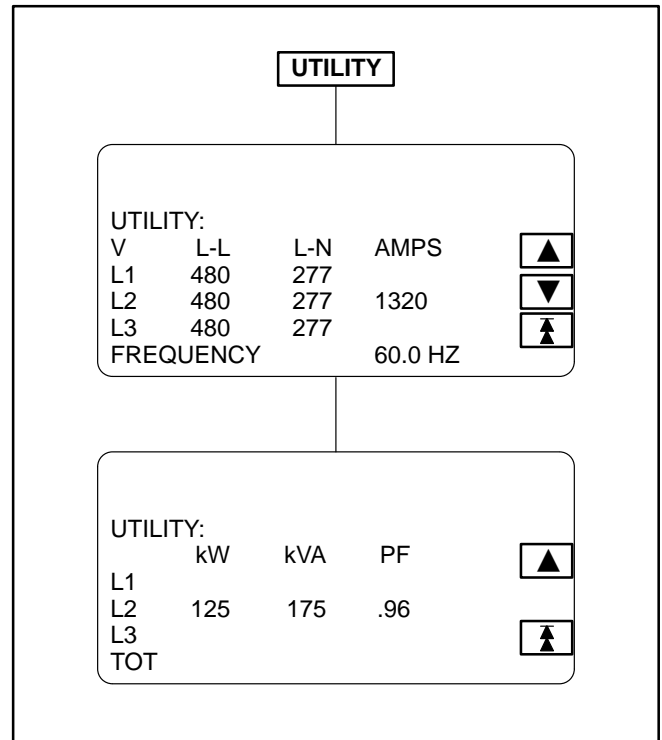 UTILITY
UTILITY:
V L-L L-N AMPS
L1 480 277
L2 480 277 1320
L3 480 277
FREQUENCY 60.0 HZ
UTILITY:
kW kVA PF
L1
L2 125 175 .96
L3
TOT